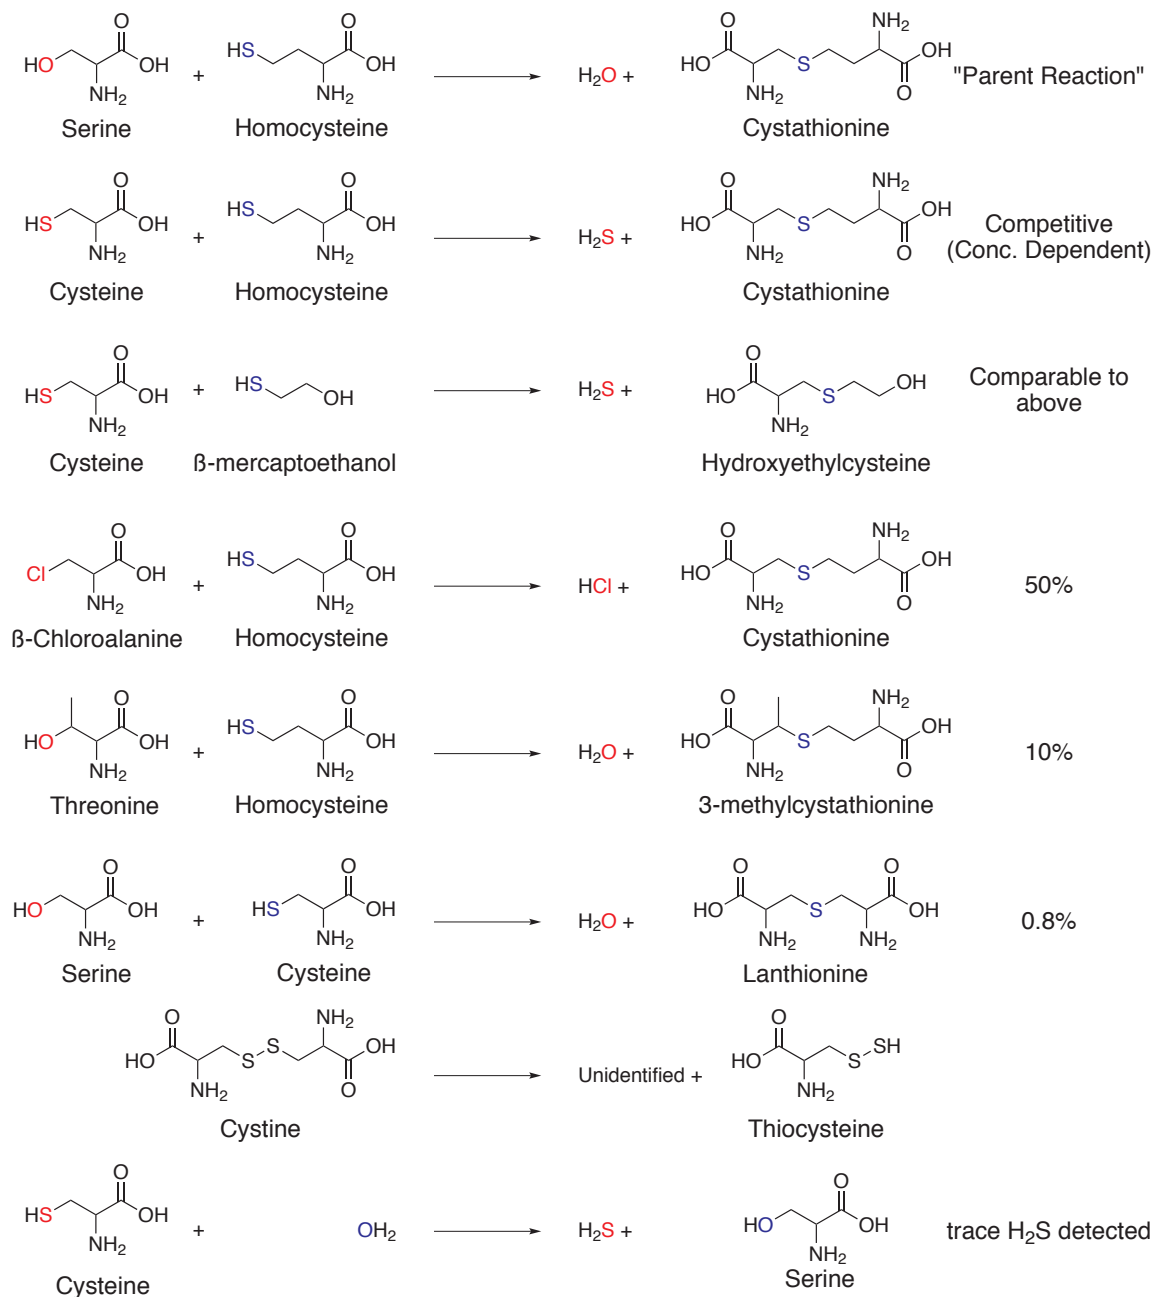 HO O OH NH₂ + HS O OH NH₂ H₂O + HO O NH₂ S NH₂ OH O "Parent Reaction"
Serine Homocysteine Cystathionine
HS O OH NH₂ + HS O OH NH₂ H₂S + HO O NH₂ S NH₂ OH O Competitive
(Conc. Dependent)
Cysteine Homocysteine Cystathionine
HS O OH NH₂ + HS OH H₂S + HO O NH₂ S OH Comparable to
above
Cysteine ß-mercaptoethanol Hydroxyethylcysteine
Cl O OH NH₂ + HS O OH NH₂ HCl + HO O NH₂ S NH₂ OH O 50%
ß-Chloroalanine Homocysteine Cystathionine
HO O OH NH₂ + HS O OH NH₂ H₂O + HO O NH₂ S NH₂ OH O 10%
Threonine Homocysteine 3-methylcystathionine
HO O OH NH₂ + HS O OH NH₂ H₂O + HO O NH₂ S O OH NH₂ 0.8%
Serine Cysteine Lanthionine
HO O NH₂ S S NH₂ OH O Unidentified + HO O NH₂ S SH
Cystine Thiocysteine
HS O OH NH₂ + OH₂ H₂S + HO O OH NH₂ trace H₂S detected
Cysteine Serine